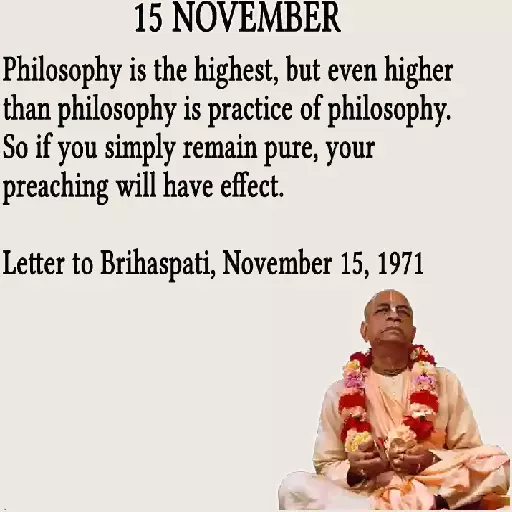 15 NOVEMBER
Philosophy is the highest, but even higher
than philosophy is practice of philosophy.
So if you simply remain pure, your
preaching will have effect.
Letter to Brihaspati, November 15, 1971